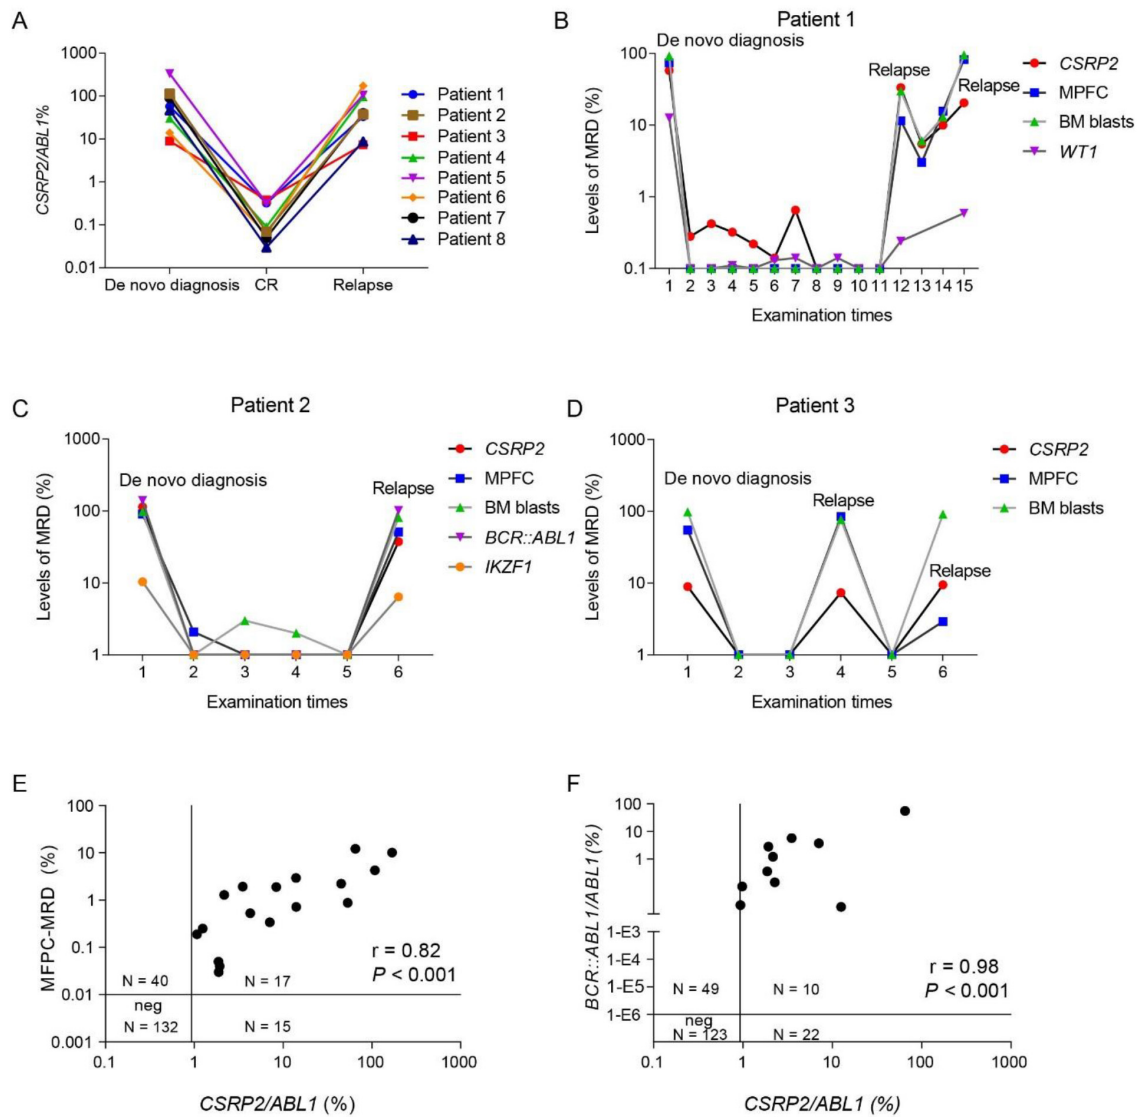 A
CSRP2/ABL1%
1000
100
10
1
0.1
0.01
De novo diagnosis CR Relapse
Patient 1
Patient 2
Patient 3
Patient 4
Patient 5
Patient 6
Patient 7
Patient 8
B
Patient 1
De novo diagnosis
Levels of MRD (%)
100
10
1
0.1
Relapse
Relapse
1 2 3 4 5 6 7 8 9 10 11 12 13 14 15
Examination times
CSRP2
MPFC
BM blasts
WT1
C
Patient 2
Levels of MRD (%)
1000
100
10
1
De novo diagnosis
Relapse
1 2 3 4 5 6
Examination times
CSRP2
MPFC
BM blasts
BCR::ABL1
IKZF1
D
Patient 3
Levels of MRD (%)
1000
100
10
1
De novo diagnosis
Relapse
Relapse
1 2 3 4 5 6
Examination times
CSRP2
MPFC
BM blasts
E
MFPC-MRD (%)
100
10
1
0.1
0.01
0.001
r = 0.82
P < 0.001
N = 40 N = 17
neg
N = 132 N = 15
0.1 1 10 100 1000
CSRP2/ABL1 (%)
F
BCR::ABL1/ABL1 (%)
100
10
1
1-E3
1-E4
1-E5
1-E6
r = 0.98
P < 0.001
N = 49 N = 10
neg
N = 123 N = 22
0.1 1 10 100 1000
CSRP2/ABL1 (%)